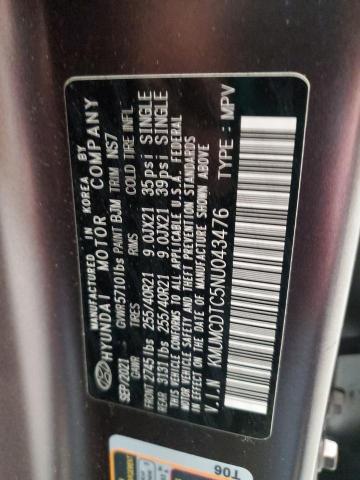 MANUFACTURED IN KOREA BY
HYUNDAI MOTOR COMPANY
SEP/2021 GVWR 5710lbs PAINT BJM TRIM NS7
GAWR TIRES RIMS COLD TIRE INFL
FRONT 2745lbs 255/40R21 9.0JX21 35psi SINGLE
REAR 3131lbs 255/40R21 9.0JX21 39psi SINGLE
THIS VEHICLE CONFORMS TO ALL APPLICABLE U.S.A. FEDERAL
MOTOR VEHICLE SAFETY AND THEFT PREVENTION STANDARDS
IN EFFECT ON THE DATE OF MANUFACTURE SHOWN ABOVE
V.I.N KMUMCDTC5NU043476 TYPE: MPV
T06